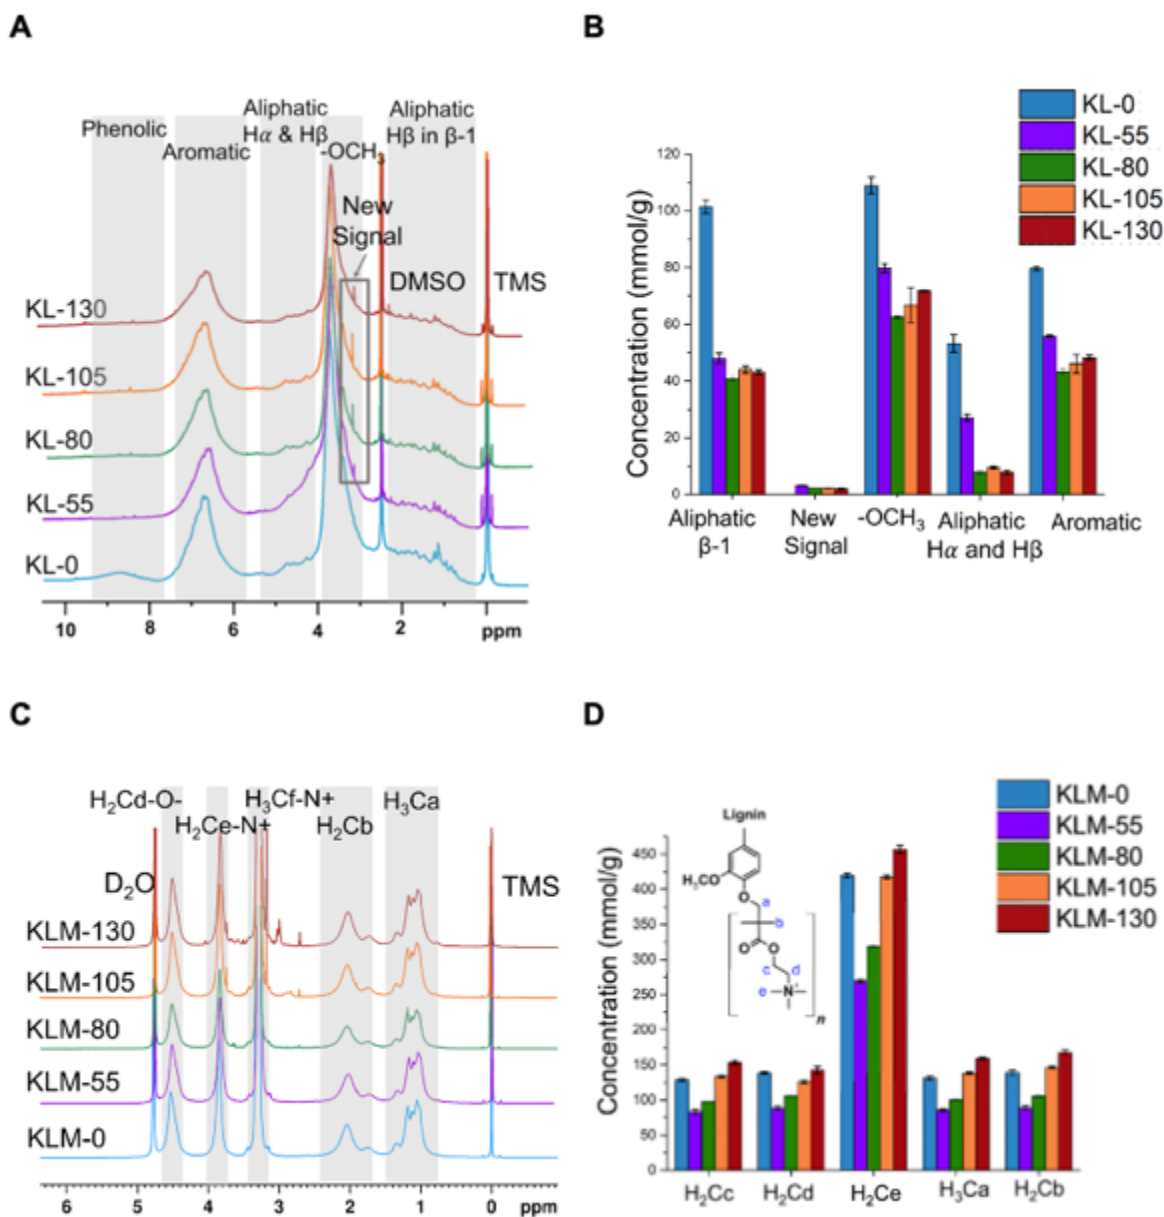 A
Phenolic
Aromatic
Aliphatic
Hα & Hβ
-OCH3
Aliphatic
Hβ in β-1
New
Signal
DMSO
TMS
KL-130
KL-105
KL-80
KL-55
KL-0
10 8 6 4 2 ppm
B
KL-0
KL-55
KL-80
KL-105
KL-130
Concentration (mmol/g)
120
100
80
60
40
20
0
Aliphatic
β-1
New
Signal
-OCH3
Aliphatic
Hα and Hβ
Aromatic
C
H2Cd-O-
H2Ce-N+
H3Cf-N+
H2Cb
H3Ca
D2O
TMS
KLM-130
KLM-105
KLM-80
KLM-55
KLM-0
6 5 4 3 2 1 0 ppm
D
KLM-0
KLM-55
KLM-80
KLM-105
KLM-130
Concentration (mmol/g)
450
400
350
300
250
200
150
100
50
0
Lignin
H3CO
O
a
b
O
O
c d
e N
n
H2Cc H2Cd H2Ce H3Ca H2Cb